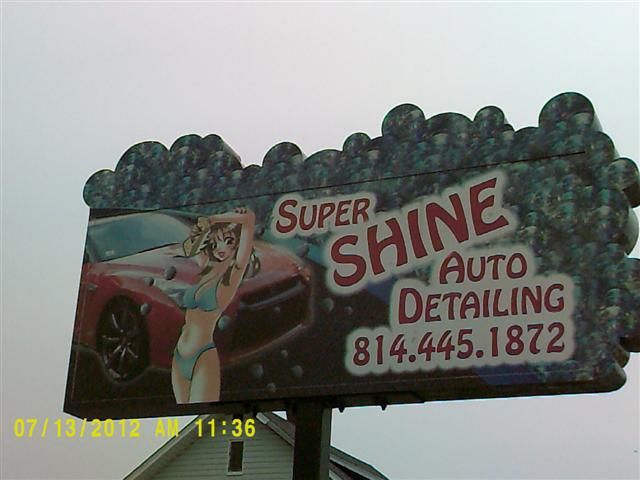 SUPER
SHINE
AUTO
DETAILING
814.445.1872
07/13/2012 AM 11:36